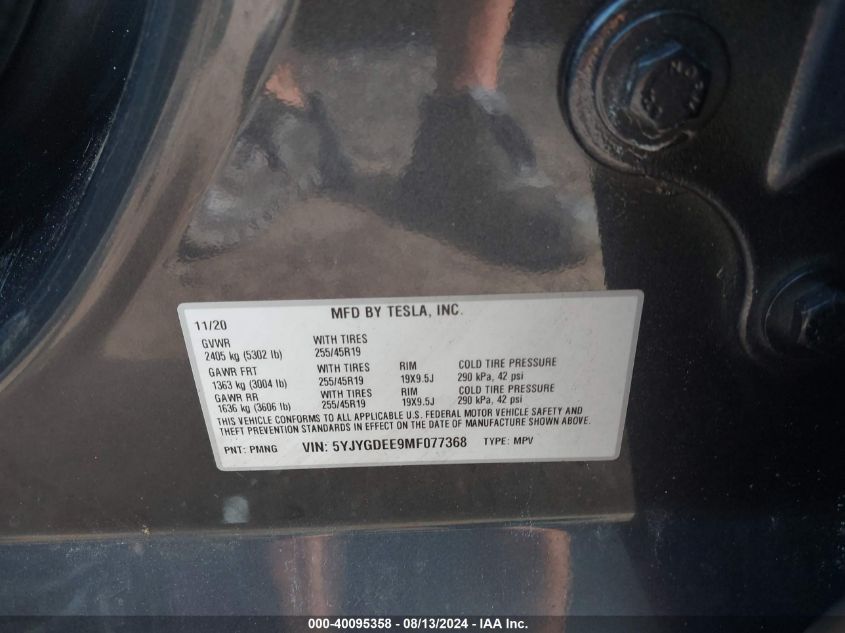 MFD BY TESLA, INC.
11/20
GVWR WITH TIRES
2405 kg (5302 lb) 255/45R19
GAWR FRT WITH TIRES RIM COLD TIRE PRESSURE
1363 kg (3004 lb) 255/45R19 19X9.5J 290 kPa, 42 psi
GAWR RR WITH TIRES RIM COLD TIRE PRESSURE
1636 kg (3606 lb) 255/45R19 19X9.5J 290 kPa, 42 psi
THIS VEHICLE CONFORMS TO ALL APPLICABLE U.S. FEDERAL MOTOR VEHICLE SAFETY AND
THEFT PREVENTION STANDARDS IN EFFECT ON THE DATE OF MANUFACTURE SHOWN ABOVE.
PNT: PMNG VIN: 5YJYGDEE9MF077368 TYPE: MPV
000-40095358 - 08/13/2024 - IAA Inc.